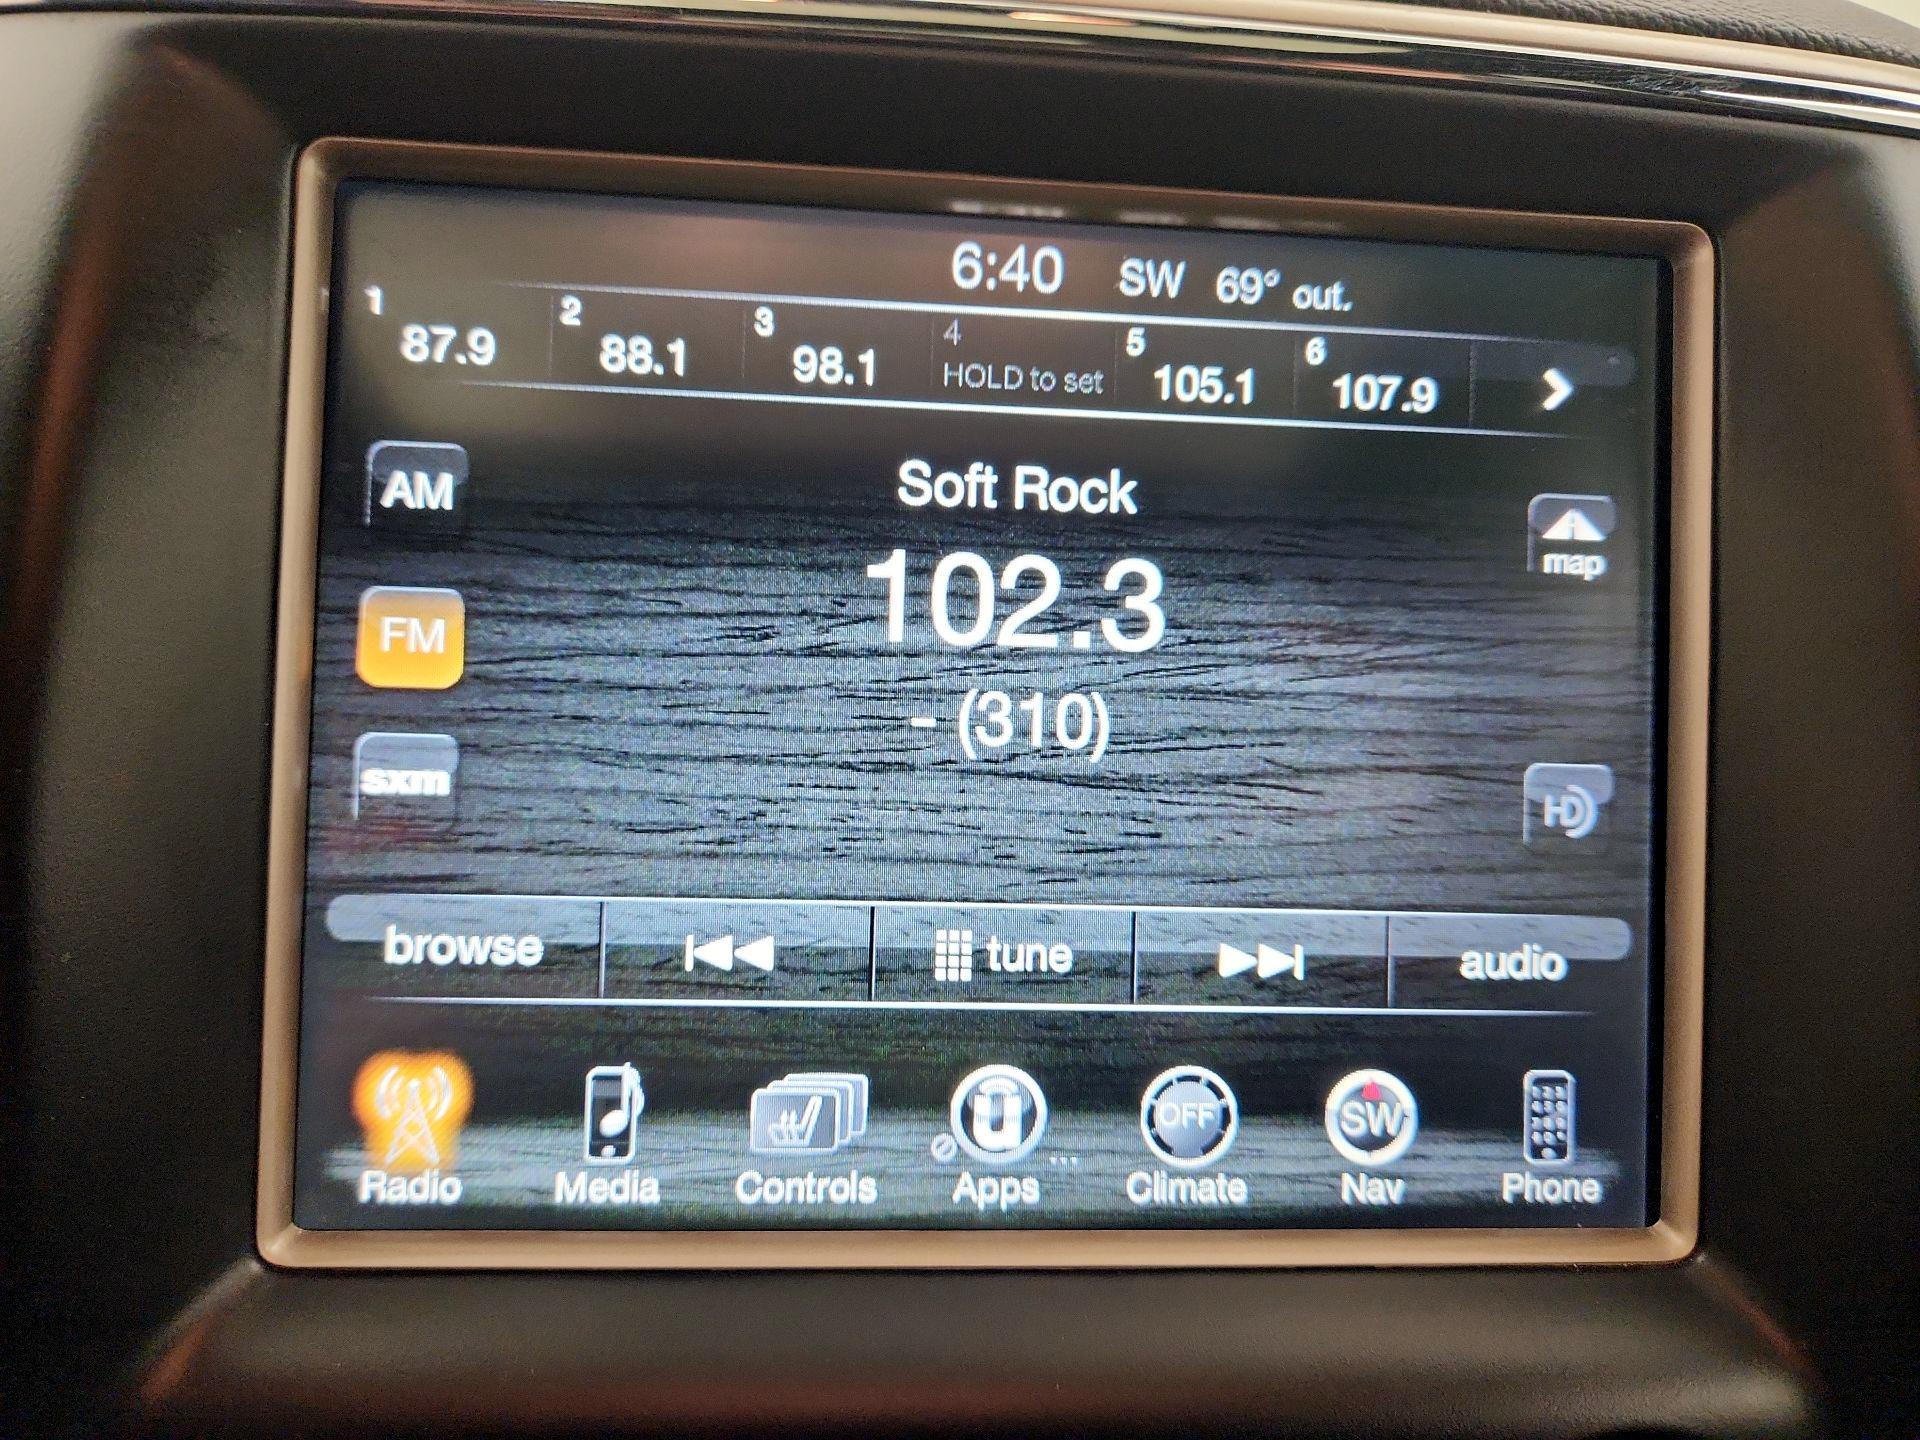 6:40 SW 69° out.
1 87.9 2 88.1 3 98.1 4 HOLD to set 5 105.1 6 107.9
AM
Soft Rock
map
102.3
FM
- (310)
sxm
HD
browse tune audio
OFF SW
Radio Media Controls Apps Climate Nav Phone